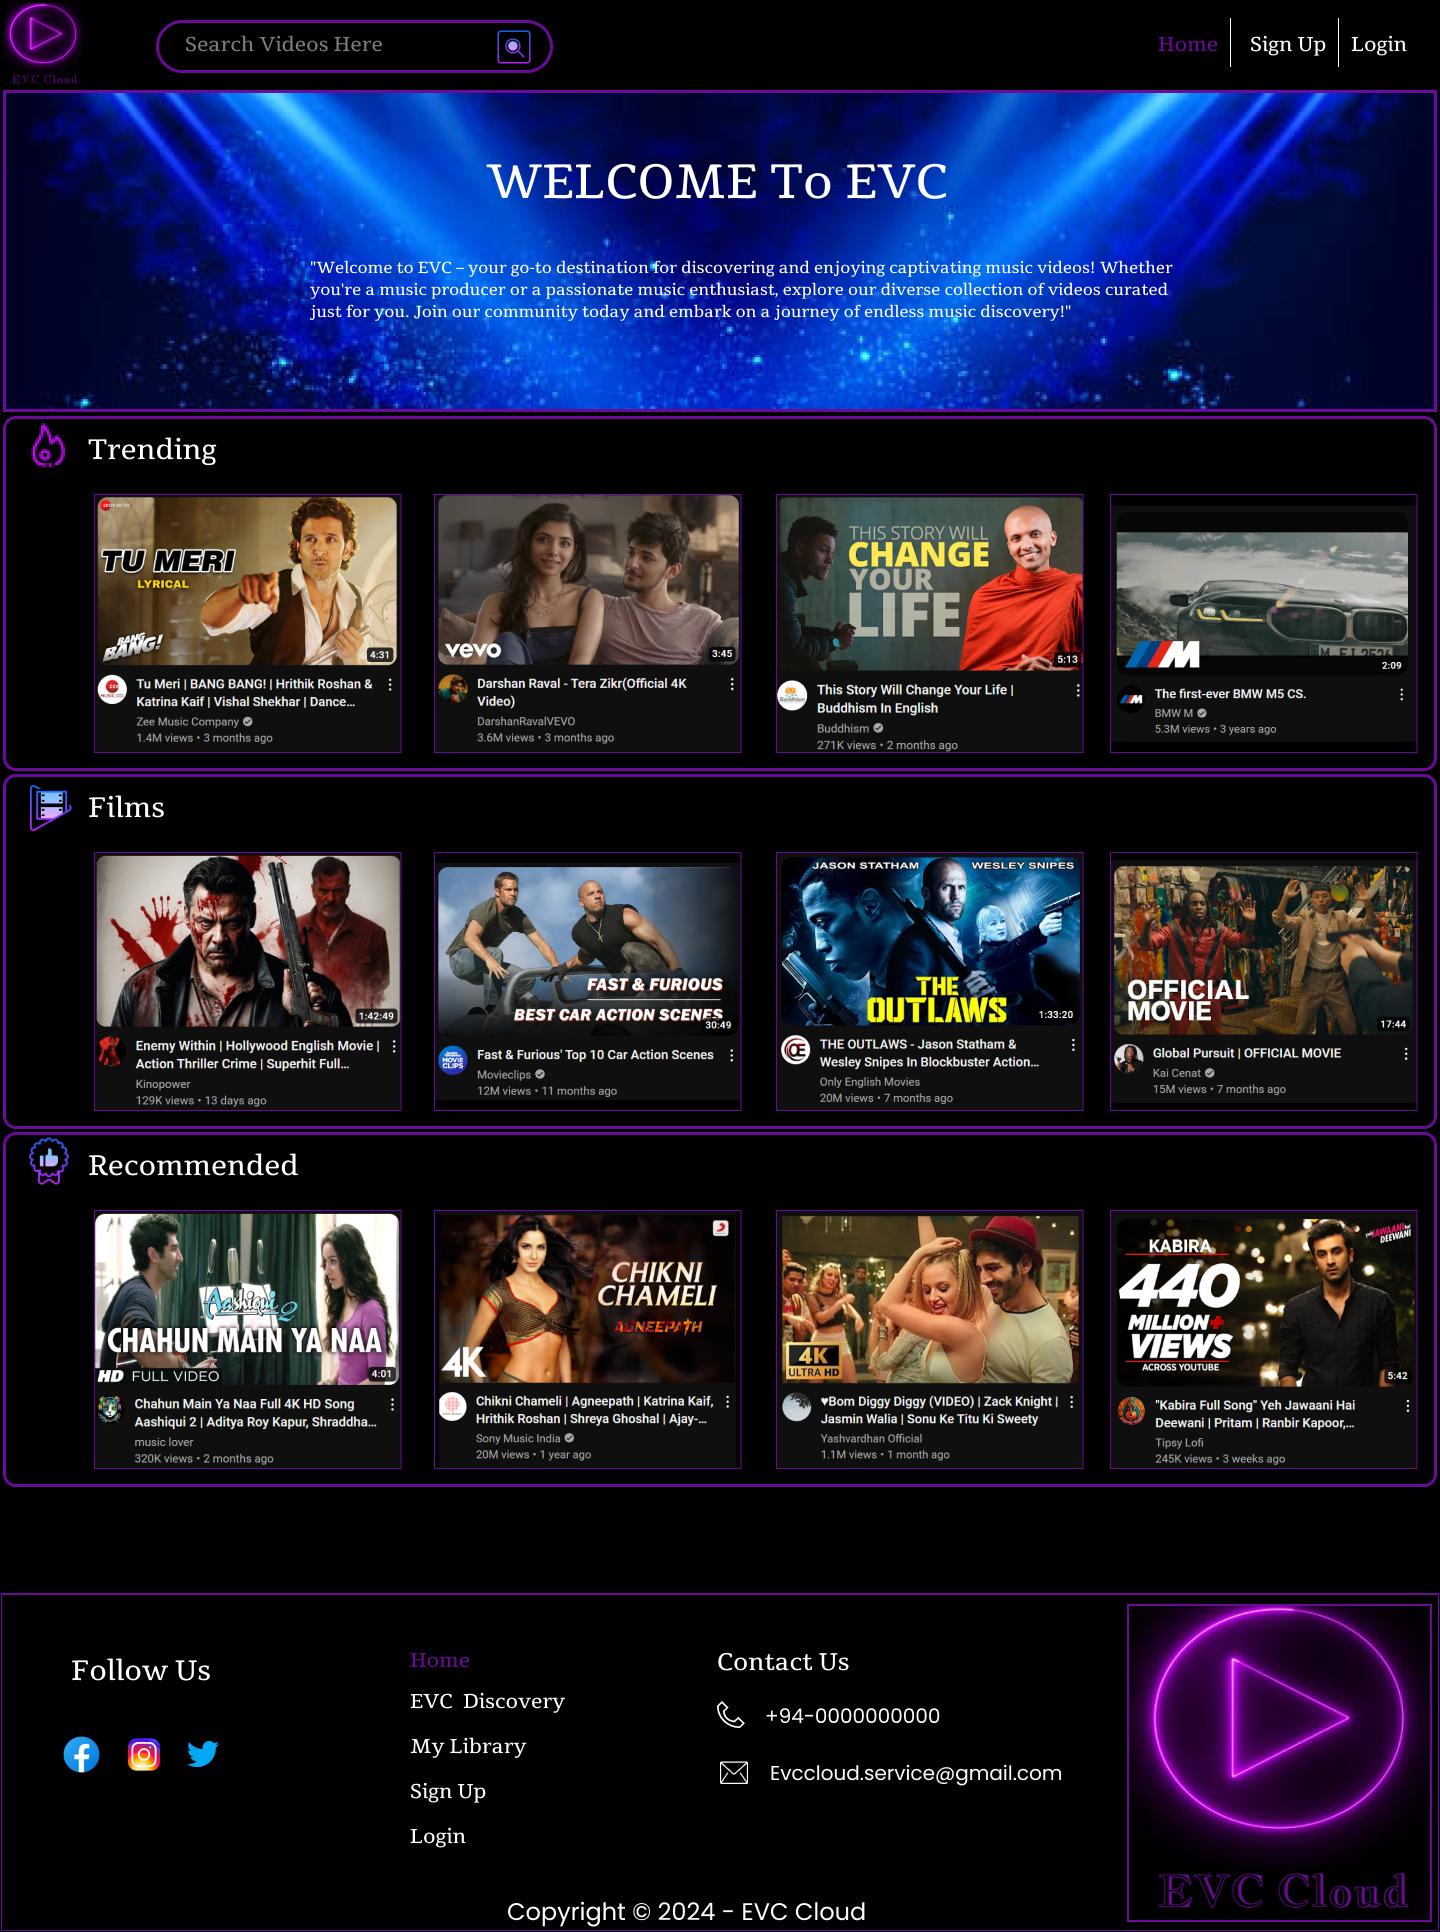 EVC Cloud
Search Videos Here
Home
Sign Up
Login
WELCOME To EVC
"Welcome to EVC – your go-to destination for discovering and enjoying captivating music videos! Whether
you're a music producer or a passionate music enthusiast, explore our diverse collection of videos curated
just for you. Join our community today and embark on a journey of endless music discovery!"
Trending
TU MERI
LYRICAL
BANG BANG!
4:31
Tu Meri | BANG BANG! | Hrithik Roshan &
Katrina Kaif | Vishal Shekhar | Dance...
Zee Music Company
1.4M views • 3 months ago
vevo
3:45
Darshan Raval - Tera Zikr(Official 4K
Video)
DarshanRavalVEVO
3.6M views • 3 months ago
THIS STORY WILL
CHANGE
YOUR
LIFE
5:13
This Story Will Change Your Life |
Buddhism In English
Buddhism
271K views • 2 months ago
M
2:09
The first-ever BMW M5 CS.
BMW M
5.3M views • 3 years ago
Films
1:42:49
Enemy Within | Hollywood English Movie |
Action Thriller Crime | Superhit Full...
Kinopower
129K views • 13 days ago
FAST & FURIOUS
BEST CAR ACTION SCENES
30:49
MOVIE
CLIPS
Fast & Furious' Top 10 Car Action Scenes
Movieclips
12M views • 11 months ago
JASON STATHAM
WESLEY SNIPES
THE
OUTLAWS
1:33:20
THE OUTLAWS - Jason Statham &
Wesley Snipes In Blockbuster Action...
Only English Movies
20M views • 7 months ago
OFFICIAL
MOVIE
17:44
Global Pursuit | OFFICIAL MOVIE
Kai Cenat
15M views • 7 months ago
Recommended
Aashiqui 2
CHAHUN MAIN YA NAA
HD FULL VIDEO
4:01
Chahun Main Ya Naa Full 4K HD Song
Aashiqui 2 | Aditya Roy Kapur, Shraddha...
music lover
320K views • 2 months ago
CHIKNI
CHAMELI
AGNEEPATH
4K
Chikni Chameli | Agneepath | Katrina Kaif,
Hrithik Roshan | Shreya Ghoshal | Ajay-...
Sony Music India
20M views • 1 year ago
4K
ULTRA HD
♥Bom Diggy Diggy (VIDEO) | Zack Knight |
Jasmin Walia | Sonu Ke Titu Ki Sweety
Yashvardhan Official
1.1M views • 1 month ago
KABIRA
440
MILLION+
VIEWS
ACROSS YOUTUBE
JAWAANI
DEEWANI
5:42
"Kabira Full Song" Yeh Jawaani Hai
Deewani | Pritam | Ranbir Kapoor,...
Tipsy Lofi
245K views • 3 weeks ago
Follow Us
Home
EVC Discovery
My Library
Sign Up
Login
Contact Us
+94-0000000000
Evccloud.service@gmail.com
EVC Cloud
Copyright © 2024 - EVC Cloud